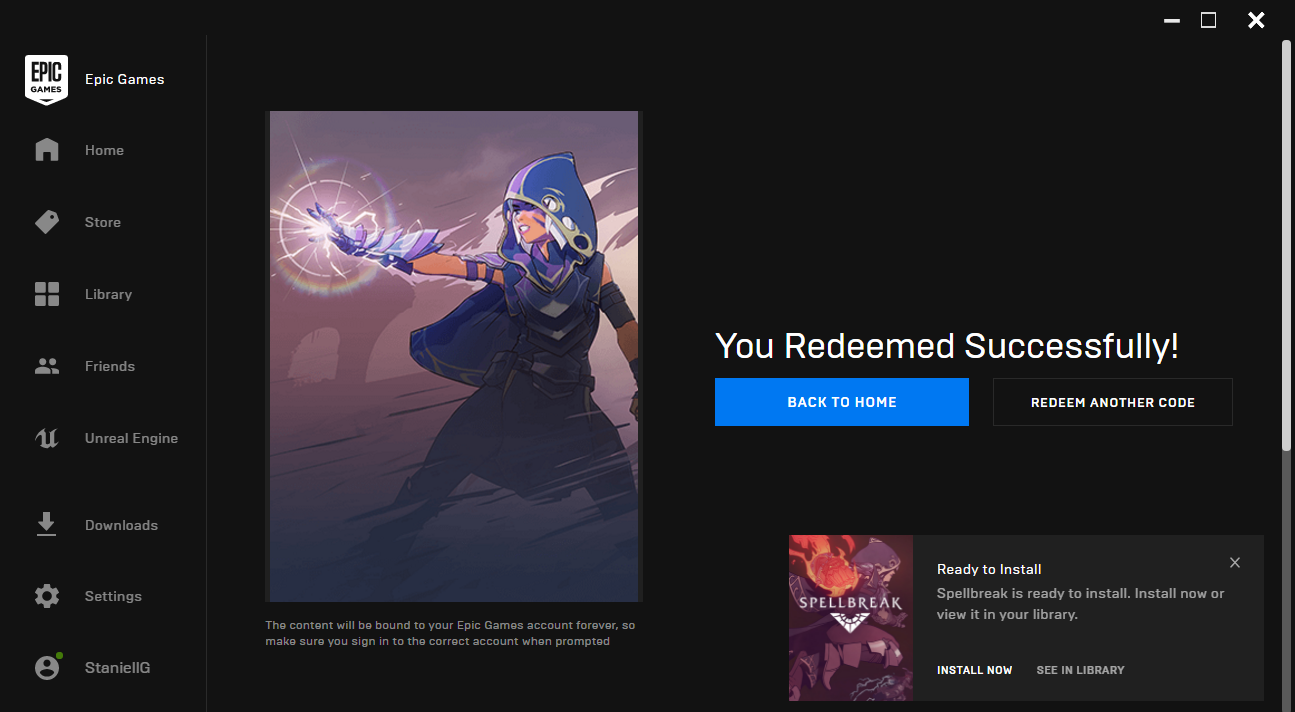 EPIC
GAMES
Epic Games
Home
Store
Library
Friends
Unreal Engine
Downloads
Settings
StaniellG
The content will be bound to your Epic Games account forever, so
make sure you sign in to the correct account when prompted
You Redeemed Successfully!
BACK TO HOME
REDEEM ANOTHER CODE
SPELLBREAK
Ready to Install
Spellbreak is ready to install. Install now or
view it in your library.
INSTALL NOW
SEE IN LIBRARY